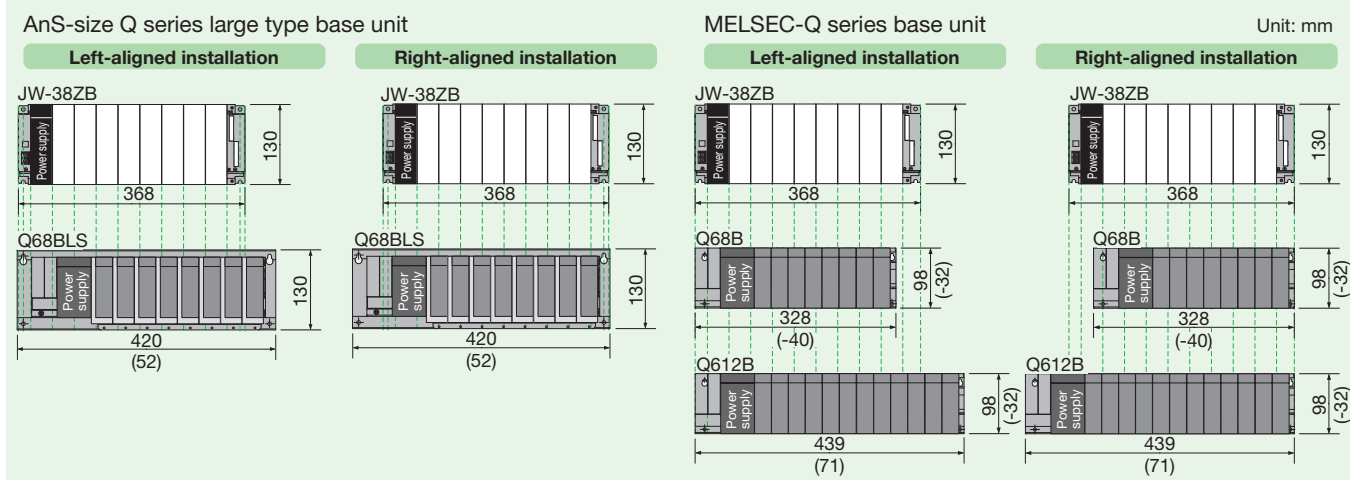 AnS-size Q series large type base unit
Left-aligned installation
Right-aligned installation
JW-38ZB
Power supply
130
368
JW-38ZB
Power supply
130
368
Q68BLS
Power supply
130
420
(52)
Q68BLS
Power supply
130
420
(52)
MELSEC-Q series base unit
Unit: mm
Left-aligned installation
Right-aligned installation
JW-38ZB
Power supply
130
368
JW-38ZB
Power supply
130
368
Q68B
Power
supply
98
(-32)
328
(-40)
Q68B
Power
supply
98
(-32)
328
(-40)
Q612B
Power
supply
98
(-32)
439
(71)
Q612B
Power
supply
98
(-32)
439
(71)